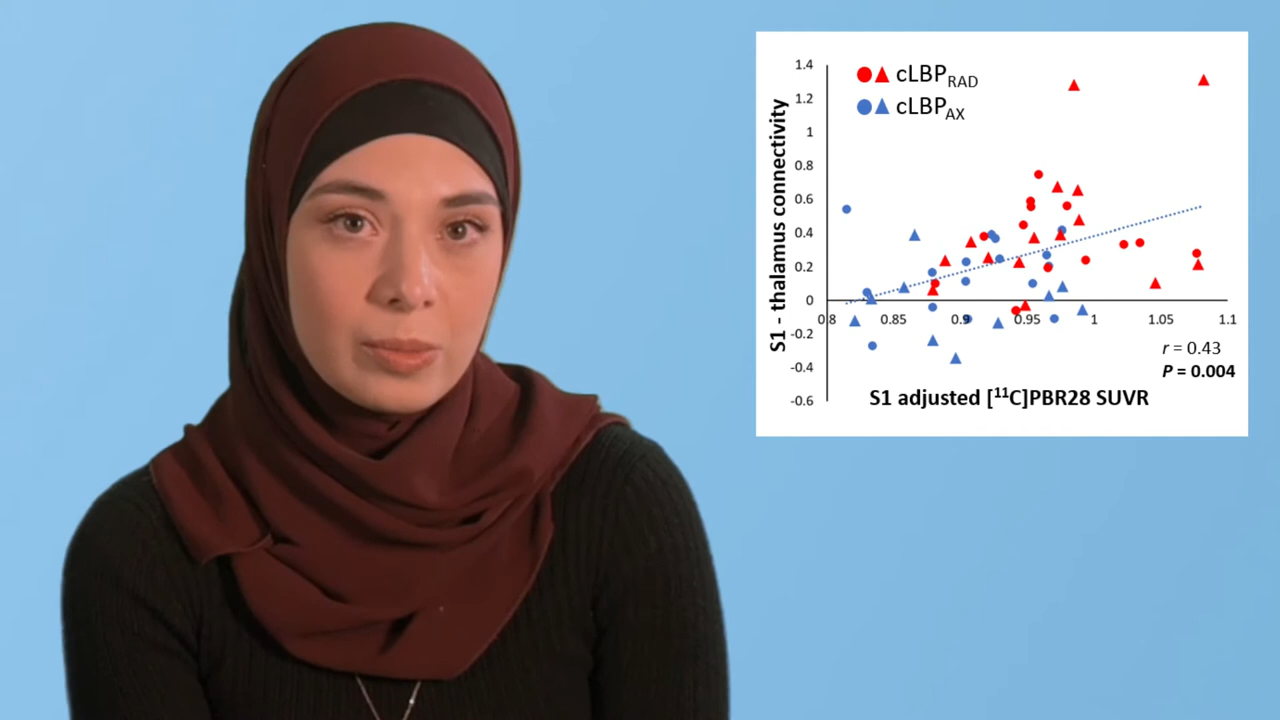 1.4
1.2
1
0.8
0.6
0.4
0.2
0
-0.2
-0.4
-0.6
S1 - thalamus connectivity
cLBPRAD
cLBPAX
0.8 0.85 0.9 0.95 1 1.05 1.1
r = 0.43
P = 0.004
S1 adjusted [¹¹C]PBR28 SUVR